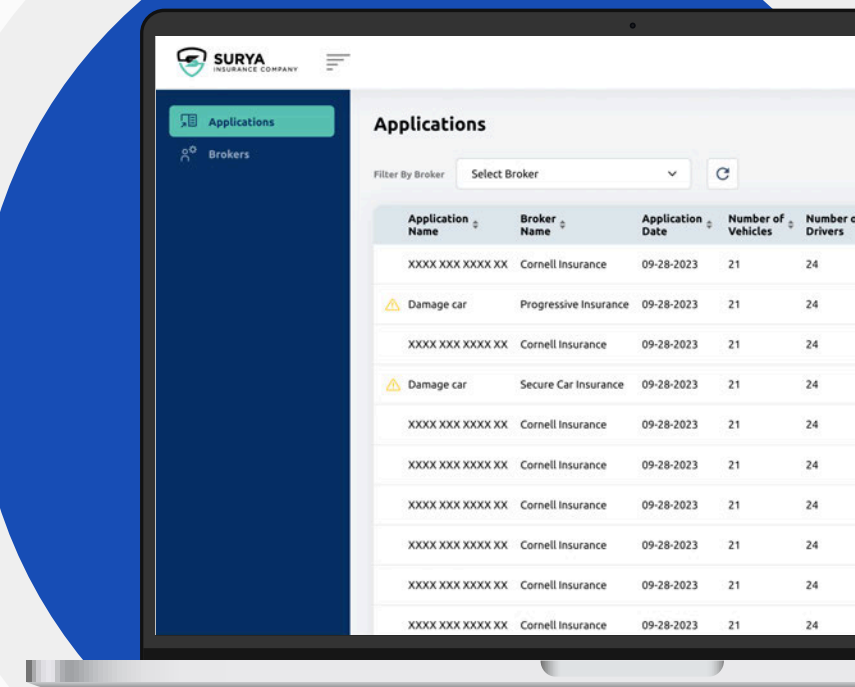 SURYA
INSURANCE COMPANY
Applications
Brokers
Applications
Filter By Broker Select Broker
Application Name Broker Name Application Date Number of Vehicles Number o Drivers
XXXX XXX XXXX XX Cornell Insurance 09-28-2023 21 24
Damage car Progressive Insurance 09-28-2023 21 24
XXXX XXX XXXX XX Cornell Insurance 09-28-2023 21 24
Damage car Secure Car Insurance 09-28-2023 21 24
XXXX XXX XXXX XX Cornell Insurance 09-28-2023 21 24
XXXX XXX XXXX XX Cornell Insurance 09-28-2023 21 24
XXXX XXX XXXX XX Cornell Insurance 09-28-2023 21 24
XXXX XXX XXXX XX Cornell Insurance 09-28-2023 21 24
XXXX XXX XXXX XX Cornell Insurance 09-28-2023 21 24
XXXX XXX XXXX XX Cornell Insurance 09-28-2023 21 24